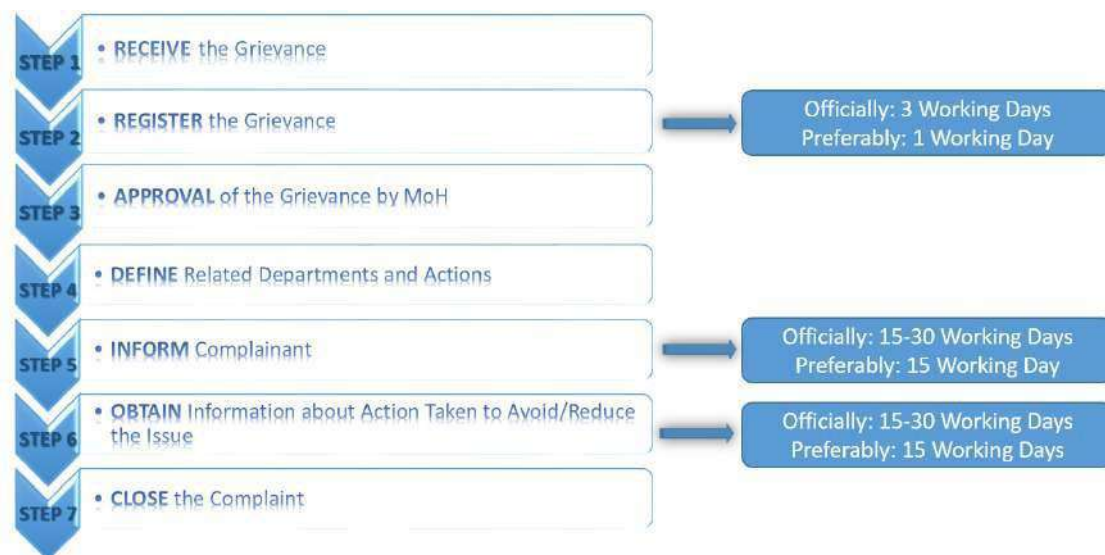 STEP 1
• RECEIVE the Grievance
STEP 2
• REGISTER the Grievance
Officially: 3 Working Days
Preferably: 1 Working Day
STEP 3
• APPROVAL of the Grievance by MoH
STEP 4
• DEFINE Related Departments and Actions
STEP 5
• INFORM Complainant
Officially: 15-30 Working Days
Preferably: 15 Working Day
STEP 6
• OBTAIN Information about Action Taken to Avoid/Reduce
the Issue
Officially: 15-30 Working Days
Preferably: 15 Working Days
STEP 7
• CLOSE the Complaint